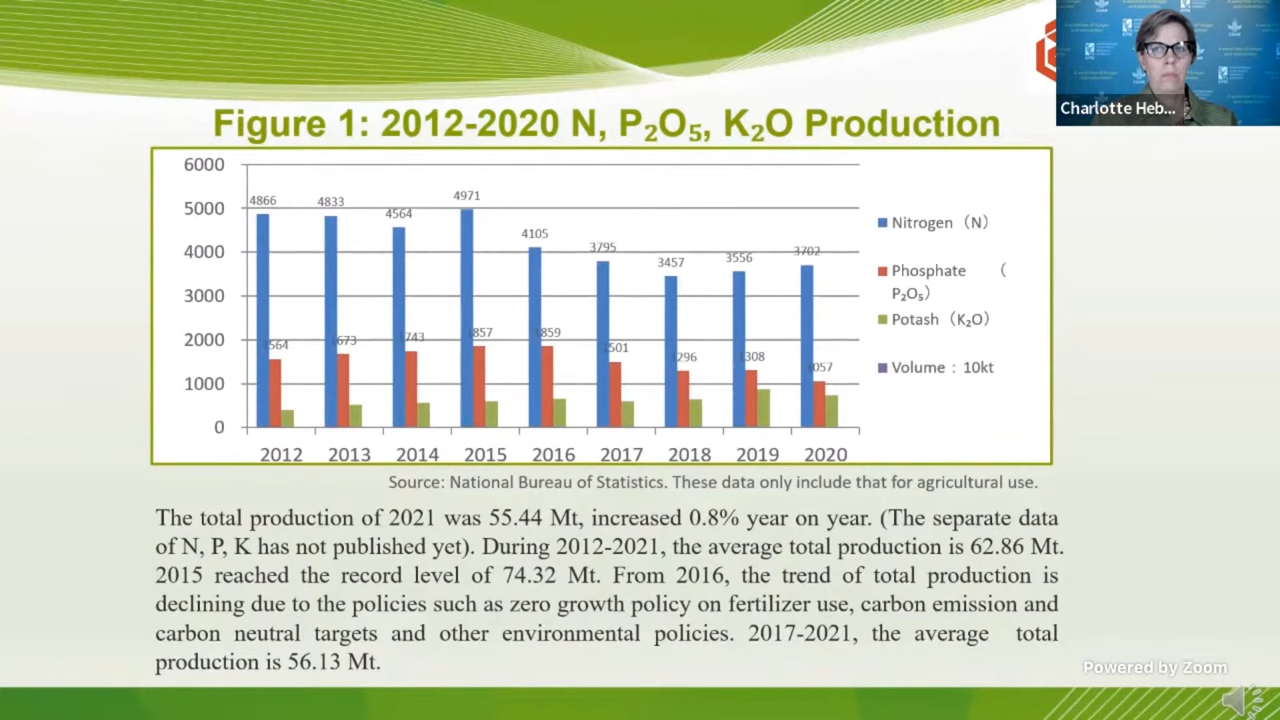 Charlotte Heb...
Figure 1: 2012-2020 N, P₂O₅, K₂O Production
6000
5000
4000
3000
2000
1000
0
4866
4833
4564
4971
4105
3795
3457
3556
3702
1564
1673
1743
1857
1859
1501
1296
1308
1057
2012 2013 2014 2015 2016 2017 2018 2019 2020
Nitrogen（N）
Phosphate （
P₂O₅）
Potash（K₂O）
Volume：10kt
Source: National Bureau of Statistics. These data only include that for agricultural use.
The total production of 2021 was 55.44 Mt, increased 0.8% year on year. (The separate data
of N, P, K has not published yet). During 2012-2021, the average total production is 62.86 Mt.
2015 reached the record level of 74.32 Mt. From 2016, the trend of total production is
declining due to the policies such as zero growth policy on fertilizer use, carbon emission and
carbon neutral targets and other environmental policies. 2017-2021, the average total
production is 56.13 Mt.
Powered by Zoom